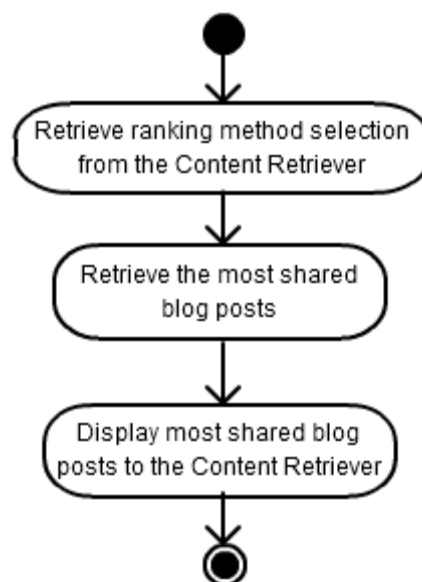 Retrieve ranking method selection
from the Content Retriever
Retrieve the most shared
blog posts
Display most shared blog
posts to the Content Retriever